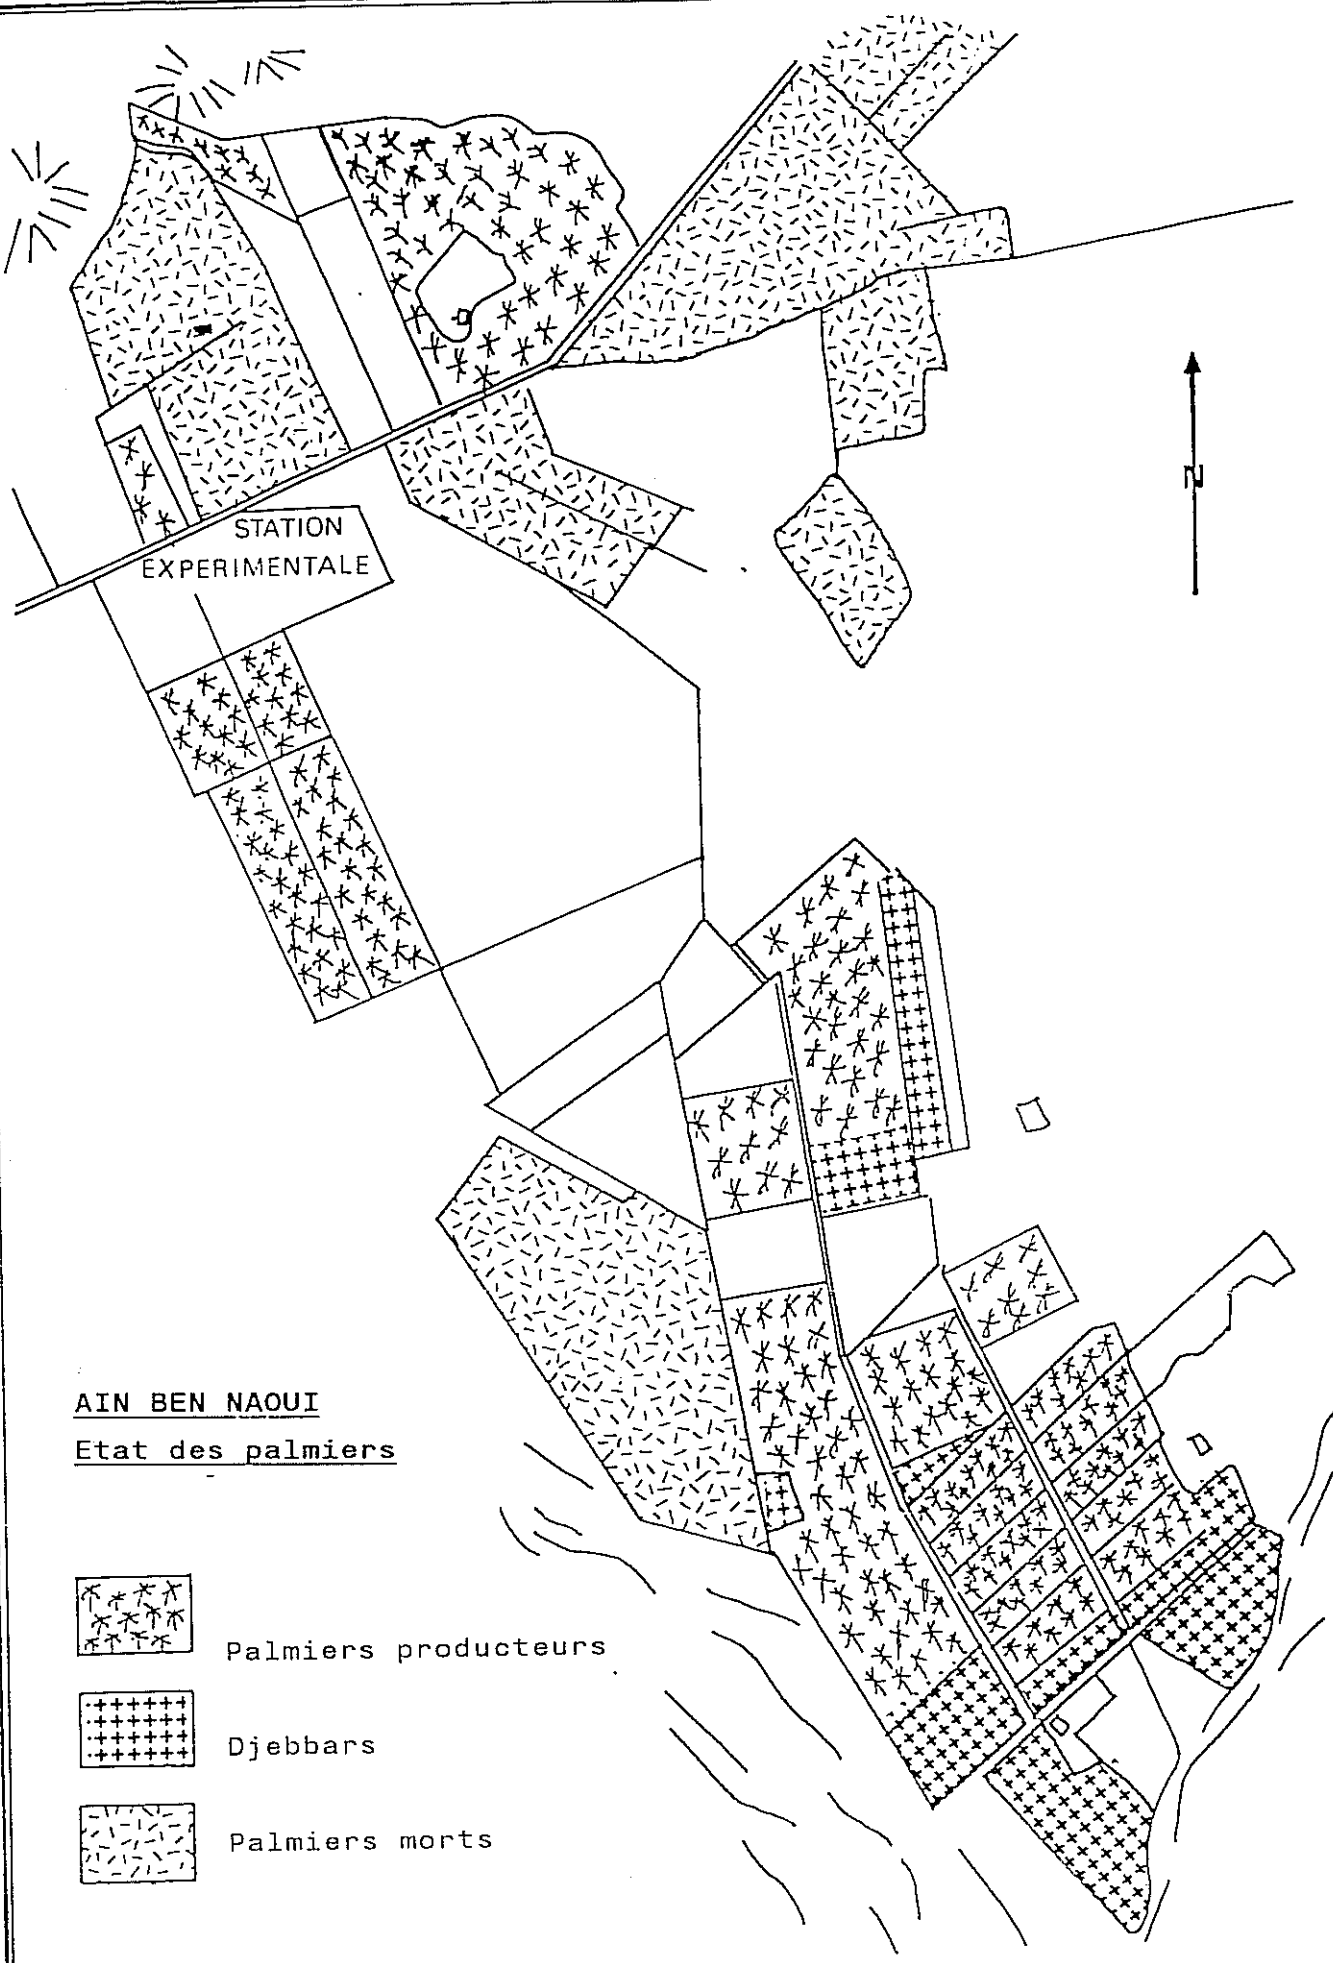 STATION
EXPERIMENTALE
N
AIN BEN NAOUI
Etat des palmiers
Palmiers producteurs
Djebbars
Palmiers morts